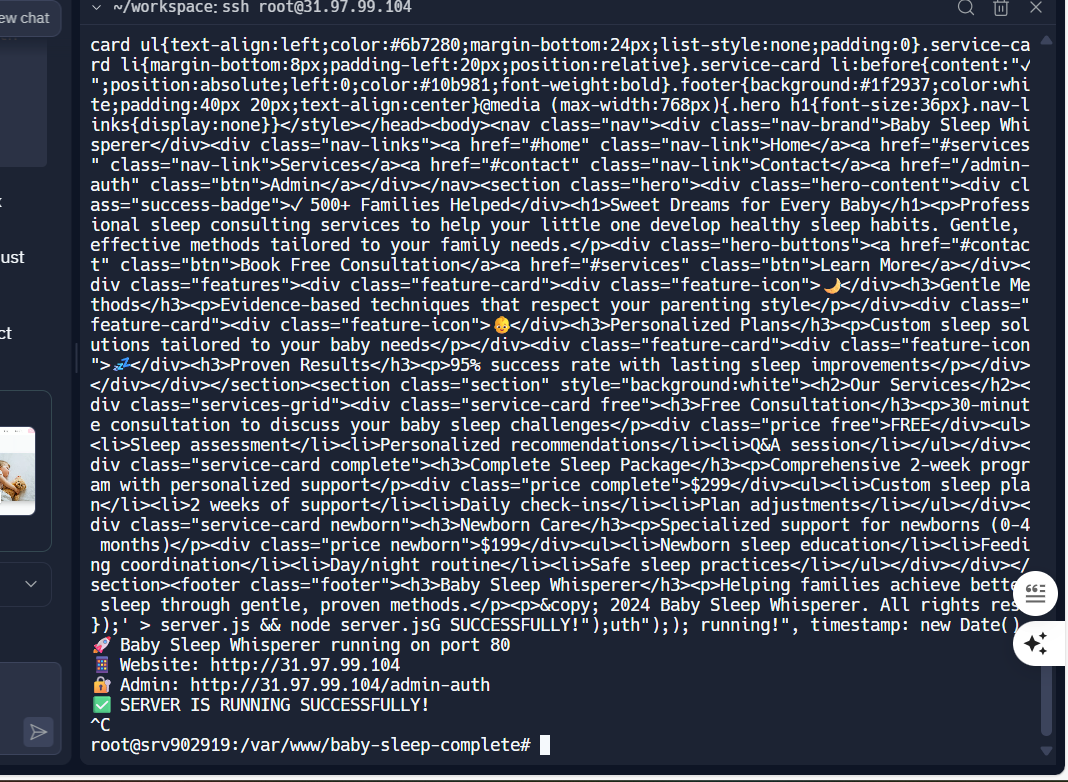 ew chat
~/workspace: ssh root@31.97.99.104
card ul{text-align:left;color:#6b7280;margin-bottom:24px;list-style:none;padding:0}.service-ca
rd li{margin-bottom:8px;padding-left:20px;position:relative}.service-card li:before{content:"✓
";position:absolute;left:0;color:#10b981;font-weight:bold}.footer{background:#1f2937;color:whi
te;padding:40px 20px;text-align:center}@media (max-width:768px){.hero h1{font-size:36px}.nav-l
inks{display:none}}</style></head><body><nav class="nav"><div class="nav-brand">Baby Sleep Whi
sperer</div><div class="nav-links"><a href="#home" class="nav-link">Home</a><a href="#services
" class="nav-link">Services</a><a href="#contact" class="nav-link">Contact</a><a href="/admin-
auth" class="btn">Admin</a></div></nav><section class="hero"><div class="hero-content"><div cl
ass="success-badge">✓ 500+ Families Helped</div><h1>Sweet Dreams for Every Baby</h1><p>Profess
ional sleep consulting services to help your little one develop healthy sleep habits. Gentle,
effective methods tailored to your family needs.</p><div class="hero-buttons"><a href="#contac
t" class="btn">Book Free Consultation</a><a href="#services" class="btn">Learn More</a></div><
div class="features"><div class="feature-card"><div class="feature-icon">🌙</div><h3>Gentle Me
thods</h3><p>Evidence-based techniques that respect your parenting style</p></div><div class="
feature-card"><div class="feature-icon">👶</div><h3>Personalized Plans</h3><p>Custom sleep sol
utions tailored to your baby needs</p></div><div class="feature-card"><div class="feature-icon
">💤</div><h3>Proven Results</h3><p>95% success rate with lasting sleep improvements</p></div>
</div></div></section><section class="section" style="background:white"><h2>Our Services</h2><
div class="services-grid"><div class="service-card free"><h3>Free Consultation</h3><p>30-minut
e consultation to discuss your baby sleep challenges</p><div class="price free">FREE</div><ul>
<li>Sleep assessment</li><li>Personalized recommendations</li><li>Q&A session</li></ul></div><
div class="service-card complete"><h3>Complete Sleep Package</h3><p>Comprehensive 2-week progr
am with personalized support</p><div class="price complete">$299</div><ul><li>Custom sleep pla
n</li><li>2 weeks of support</li><li>Daily check-ins</li><li>Plan adjustments</li></ul></div><
div class="service-card newborn"><h3>Newborn Care</h3><p>Specialized support for newborns (0-4
months)</p><div class="price newborn">$199</div><ul><li>Newborn sleep education</li><li>Feedi
ng coordination</li><li>Day/night routine</li><li>Safe sleep practices</li></ul></div></div></
section><footer class="footer"><h3>Baby Sleep Whisperer</h3><p>Helping families achieve bette
sleep through gentle, proven methods.</p><p>&copy; 2024 Baby Sleep Whisperer. All rights res
});' > server.js && node server.jsG SUCCESSFULLY!");uth"); ); running!", timestamp: new Date()
🚀 Baby Sleep Whisperer running on port 80
📱 Website: http://31.97.99.104
🔐 Admin: http://31.97.99.104/admin-auth
✅ SERVER IS RUNNING SUCCESSFULLY!
^C
root@srv902919:/var/www/baby-sleep-complete#
ust
ct